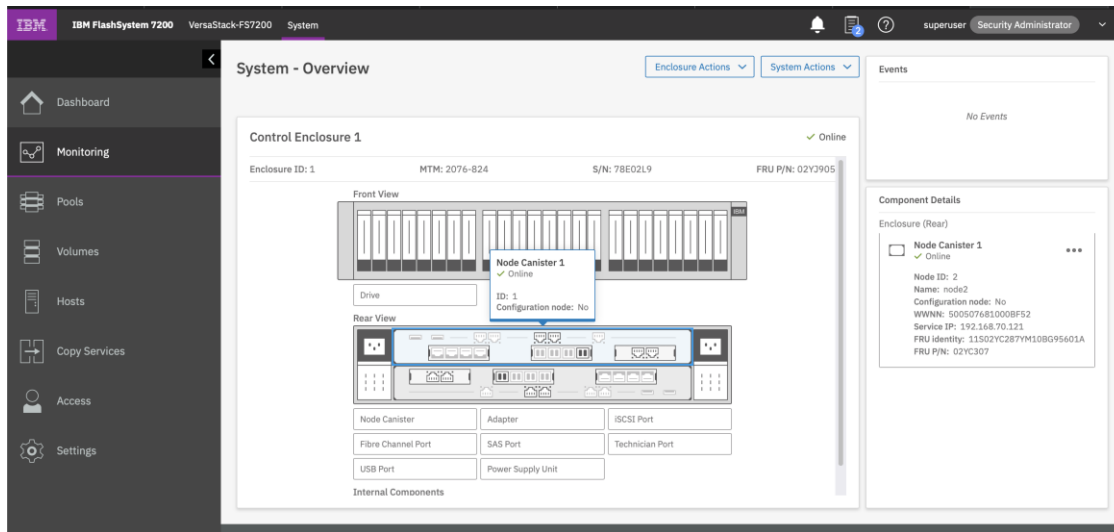 IBM IBM FlashSystem 7200 VersaStack-FS7200 System 2 superuser Security Administrator
Dashboard
Monitoring
Pools
Volumes
Hosts
Copy Services
Access
Settings
System - Overview
Enclosure Actions
System Actions
Control Enclosure 1
Online
Enclosure ID: 1 MTM: 2076-824 S/N: 78E02L9 FRU P/N: 02YJ905
Front View
IBM
Node Canister 1
Online
ID: 1
Configuration node: No
Drive
Rear View
Node Canister Adapter iSCSI Port
Fibre Channel Port SAS Port Technician Port
USB Port Power Supply Unit
Internal Components
Events
No Events
Component Details
Enclosure (Rear)
Node Canister 1
Online
Node ID: 2
Name: node2
Configuration node: No
WWNN: 500507681000BF52
Service IP: 192.168.70.121
FRU identity: 11S02YC287YM10BG95601A
FRU P/N: 02YC307